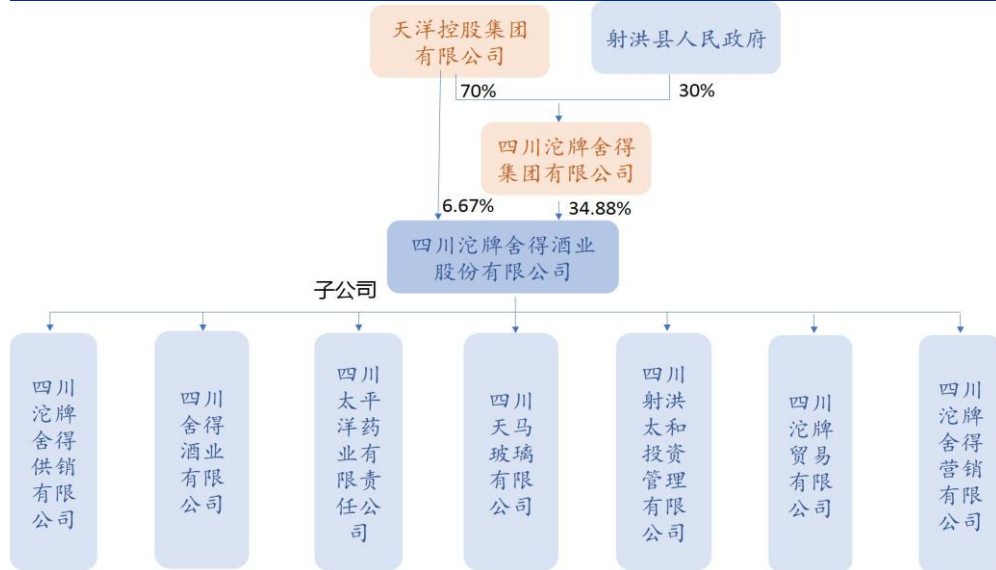 天洋控股集团
有限公司
射洪县人民政府
70%
30%
四川沱牌舍得
集团有限公司
6.67%
34.88%
四川沱牌舍得酒业
股份有限公司
子公司
四川
沱牌
舍得
供销
有限
公司
四川
舍得
酒业
有限
公司
四川
太平
洋药
业有
限责
任公
司
四川
天马
玻璃
有限
公司
四川
射洪
太和
投资
管理
有限
公司
四川
沱牌
贸易
有限
公司
四川
沱牌
舍得
营销
有限
公司